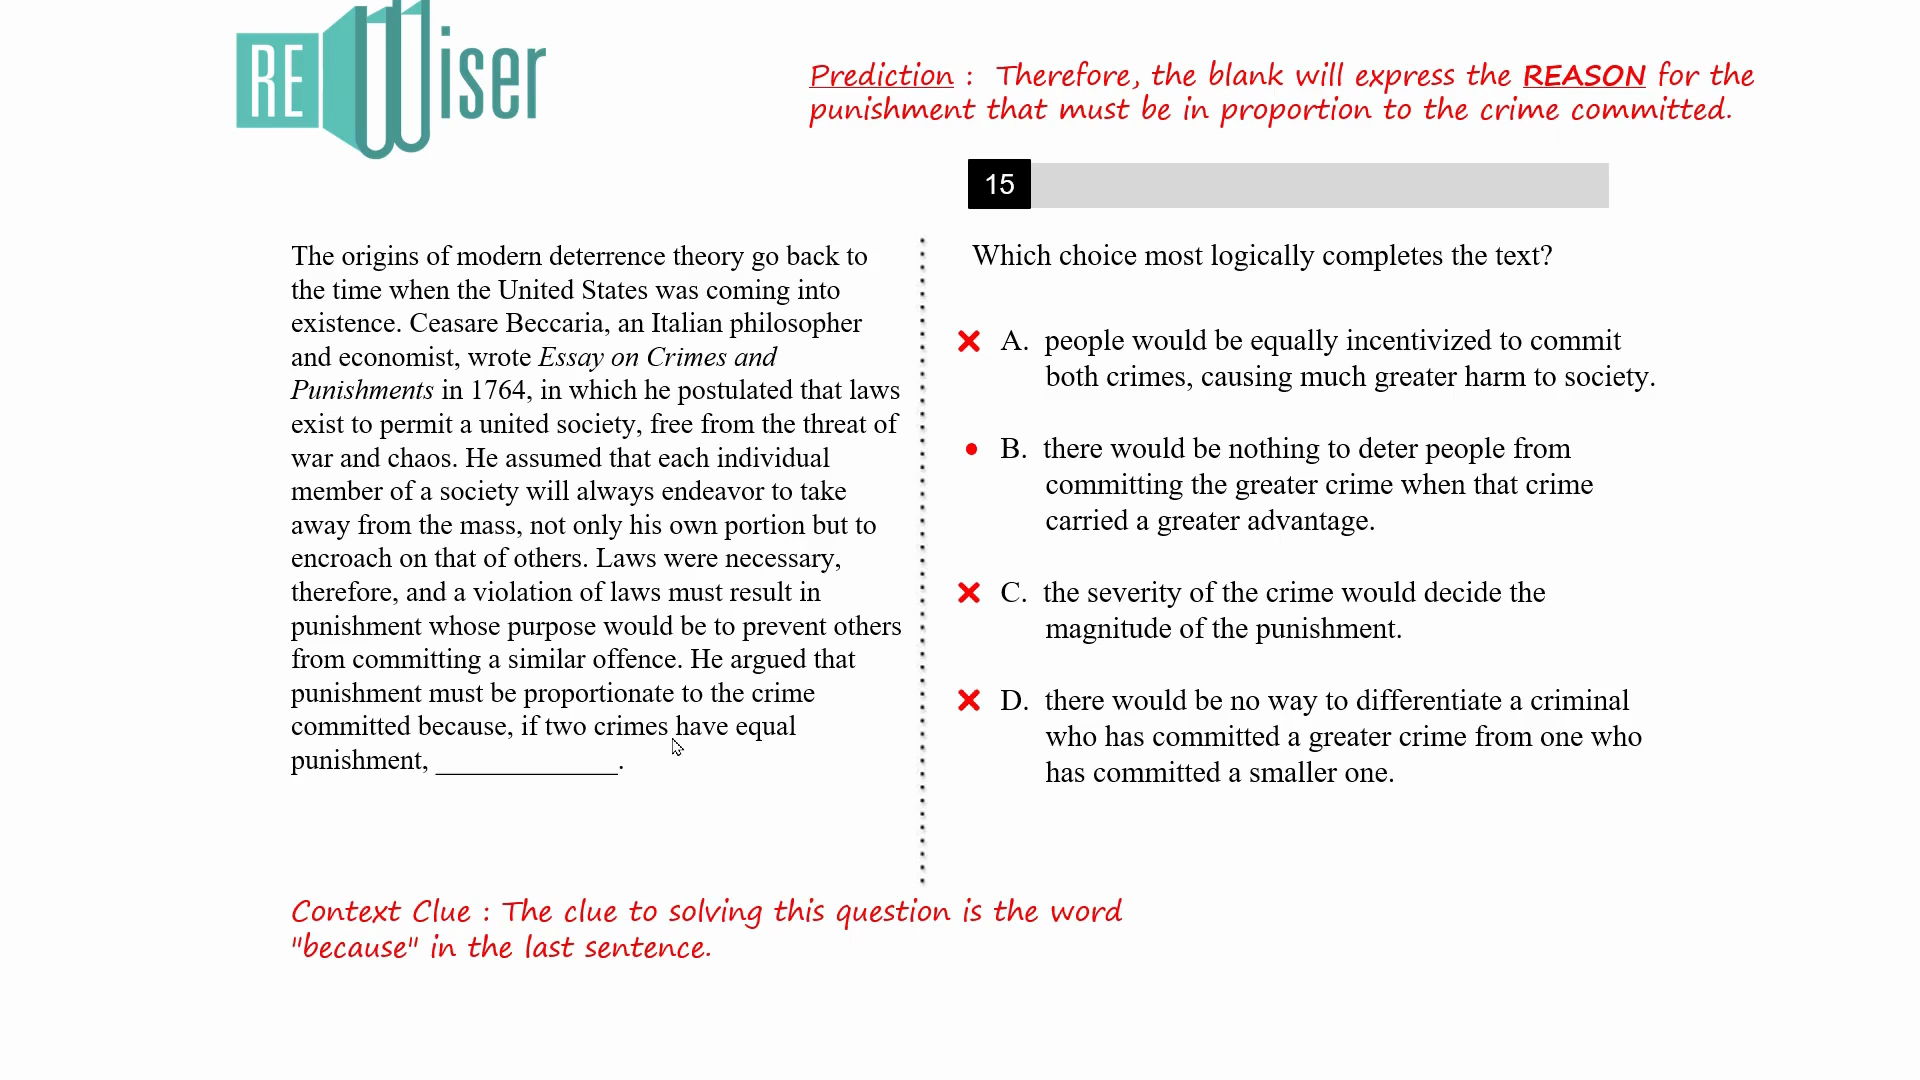 REWiser
Prediction : Therefore, the blank will express the REASON for the
punishment that must be in proportion to the crime committed.
15
The origins of modern deterrence theory go back to
the time when the United States was coming into
existence. Ceasare Beccaria, an Italian philosopher
and economist, wrote Essay on Crimes and
Punishments in 1764, in which he postulated that laws
exist to permit a united society, free from the threat of
war and chaos. He assumed that each individual
member of a society will always endeavor to take
away from the mass, not only his own portion but to
encroach on that of others. Laws were necessary,
therefore, and a violation of laws must result in
punishment whose purpose would be to prevent others
from committing a similar offence. He argued that
punishment must be proportionate to the crime
committed because, if two crimes have equal
punishment, _____________.
Which choice most logically completes the text?
A. people would be equally incentivized to commit
both crimes, causing much greater harm to society.
B. there would be nothing to deter people from
committing the greater crime when that crime
carried a greater advantage.
C. the severity of the crime would decide the
magnitude of the punishment.
D. there would be no way to differentiate a criminal
who has committed a greater crime from one who
has committed a smaller one.
Context Clue : The clue to solving this question is the word
"because" in the last sentence.